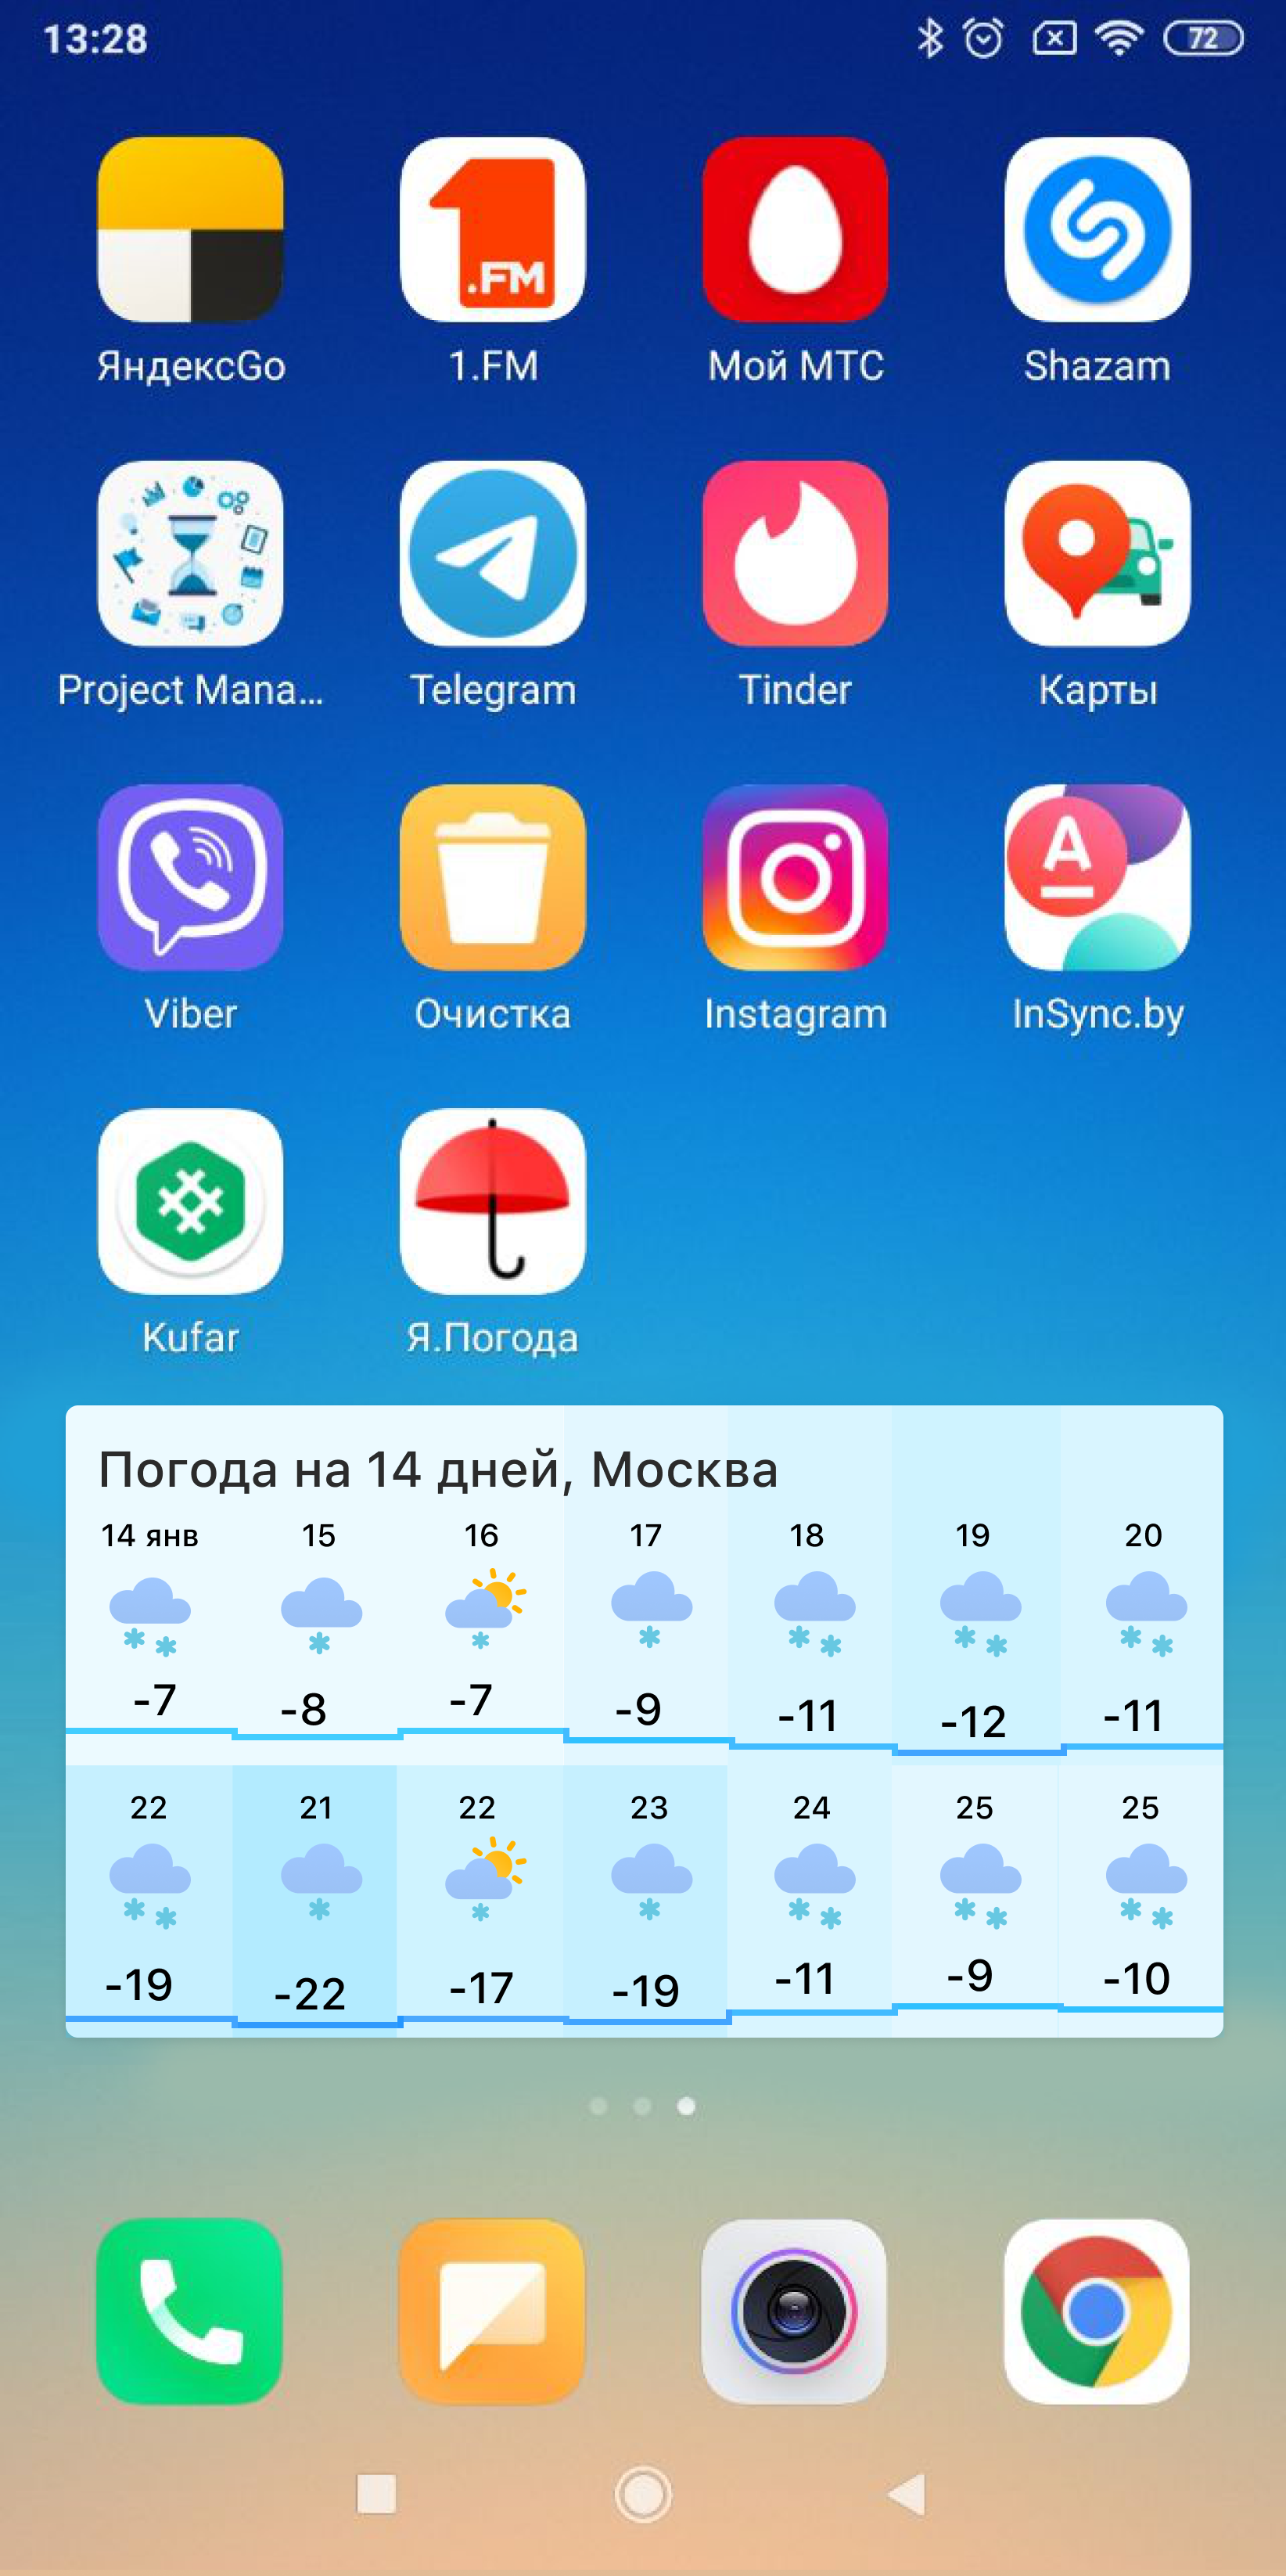 13:28
72
.FM
ЯндексGo
1.FM
Мой МТС
Shazam
Project Mana...
Telegram
Tinder
Карты
A
Viber
Очистка
Instagram
InSync.by
Kufar
Я.Погода
Погода на 14 дней, Москва
14 янв 15 16 17 18 19 20
-7 -8 -7 -9 -11 -12 -11
22 21 22 23 24 25 25
-19 -22 -17 -19 -11 -9 -10